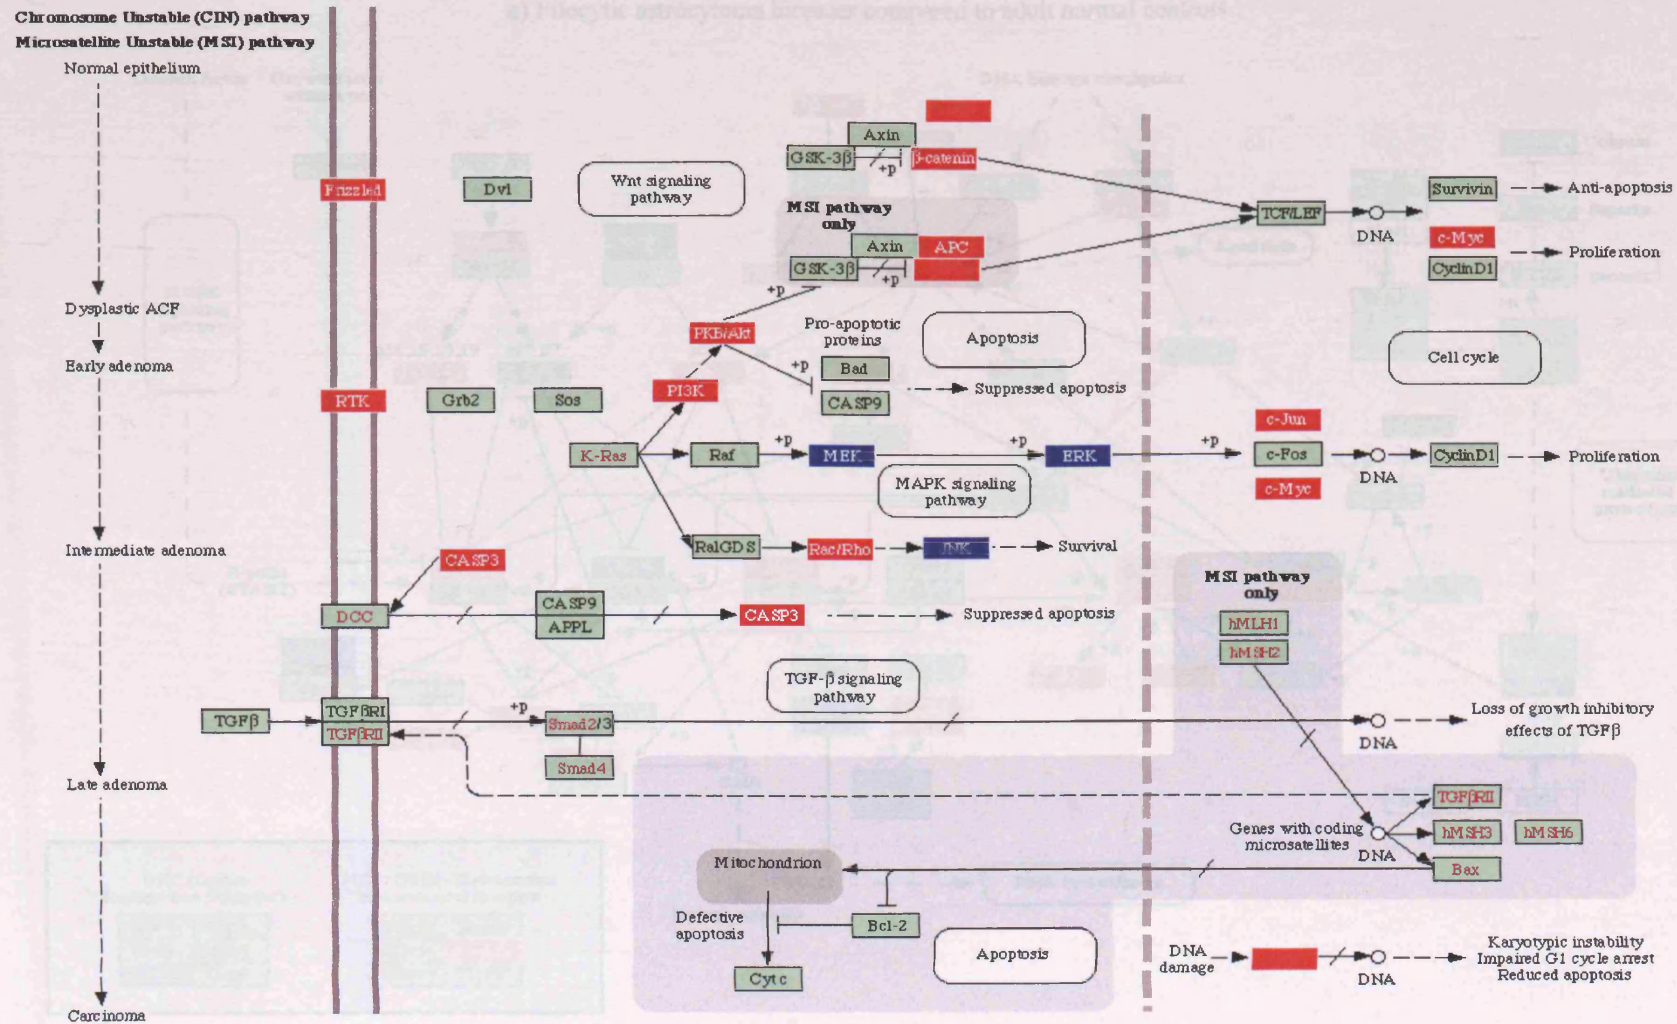 Chromosome Unstable (CIN) pathway
Microsatellite Unstable (MSI) pathway
Normal epithelium
Dysplastic ACF
Early adenoma
Intermediate adenoma
Late adenoma
Carcinoma
Axin
GSK-3β
+p
β-catenin
Frizzled
Dvl
Wnt signaling
pathway
MSI pathway
only
Axin
APC
GSK-3β
+p
+p
TCF/LEF
DNA
Survivin
Anti-apoptosis
c-Myc
Proliferation
CyclinD1
PKB/Akt
Pro-apoptotic
proteins
Apoptosis
Cell cycle
+p
Bad
Suppressed apoptosis
CASP9
RTK
Grb2
Sos
PI3K
K-Ras
Raf
+p
MEK
+p
ERK
+p
c-Jun
c-Fos
c-Myc
DNA
CyclinD1
Proliferation
MAPK signaling
pathway
RalGDS
Rac/Rho
JNK
Survival
CASP3
DCC
CASP9
APPL
CASP3
Suppressed apoptosis
MSI pathway
only
hMLH1
hMSH2
TGF-β signaling
pathway
TGFβ
TGFβRI
TGFβRII
+p
Smad2/3
Smad4
DNA
Loss of growth inhibitory
effects of TGFβ
TGFβRII
Genes with coding
microsatellites
DNA
hMSH3
hMSH6
Bax
Mitochondrion
Defective
apoptosis
Bcl-2
Cytc
Apoptosis
DNA
damage
DNA
Karyotypic instability
Impaired G1 cycle arrest
Reduced apoptosis